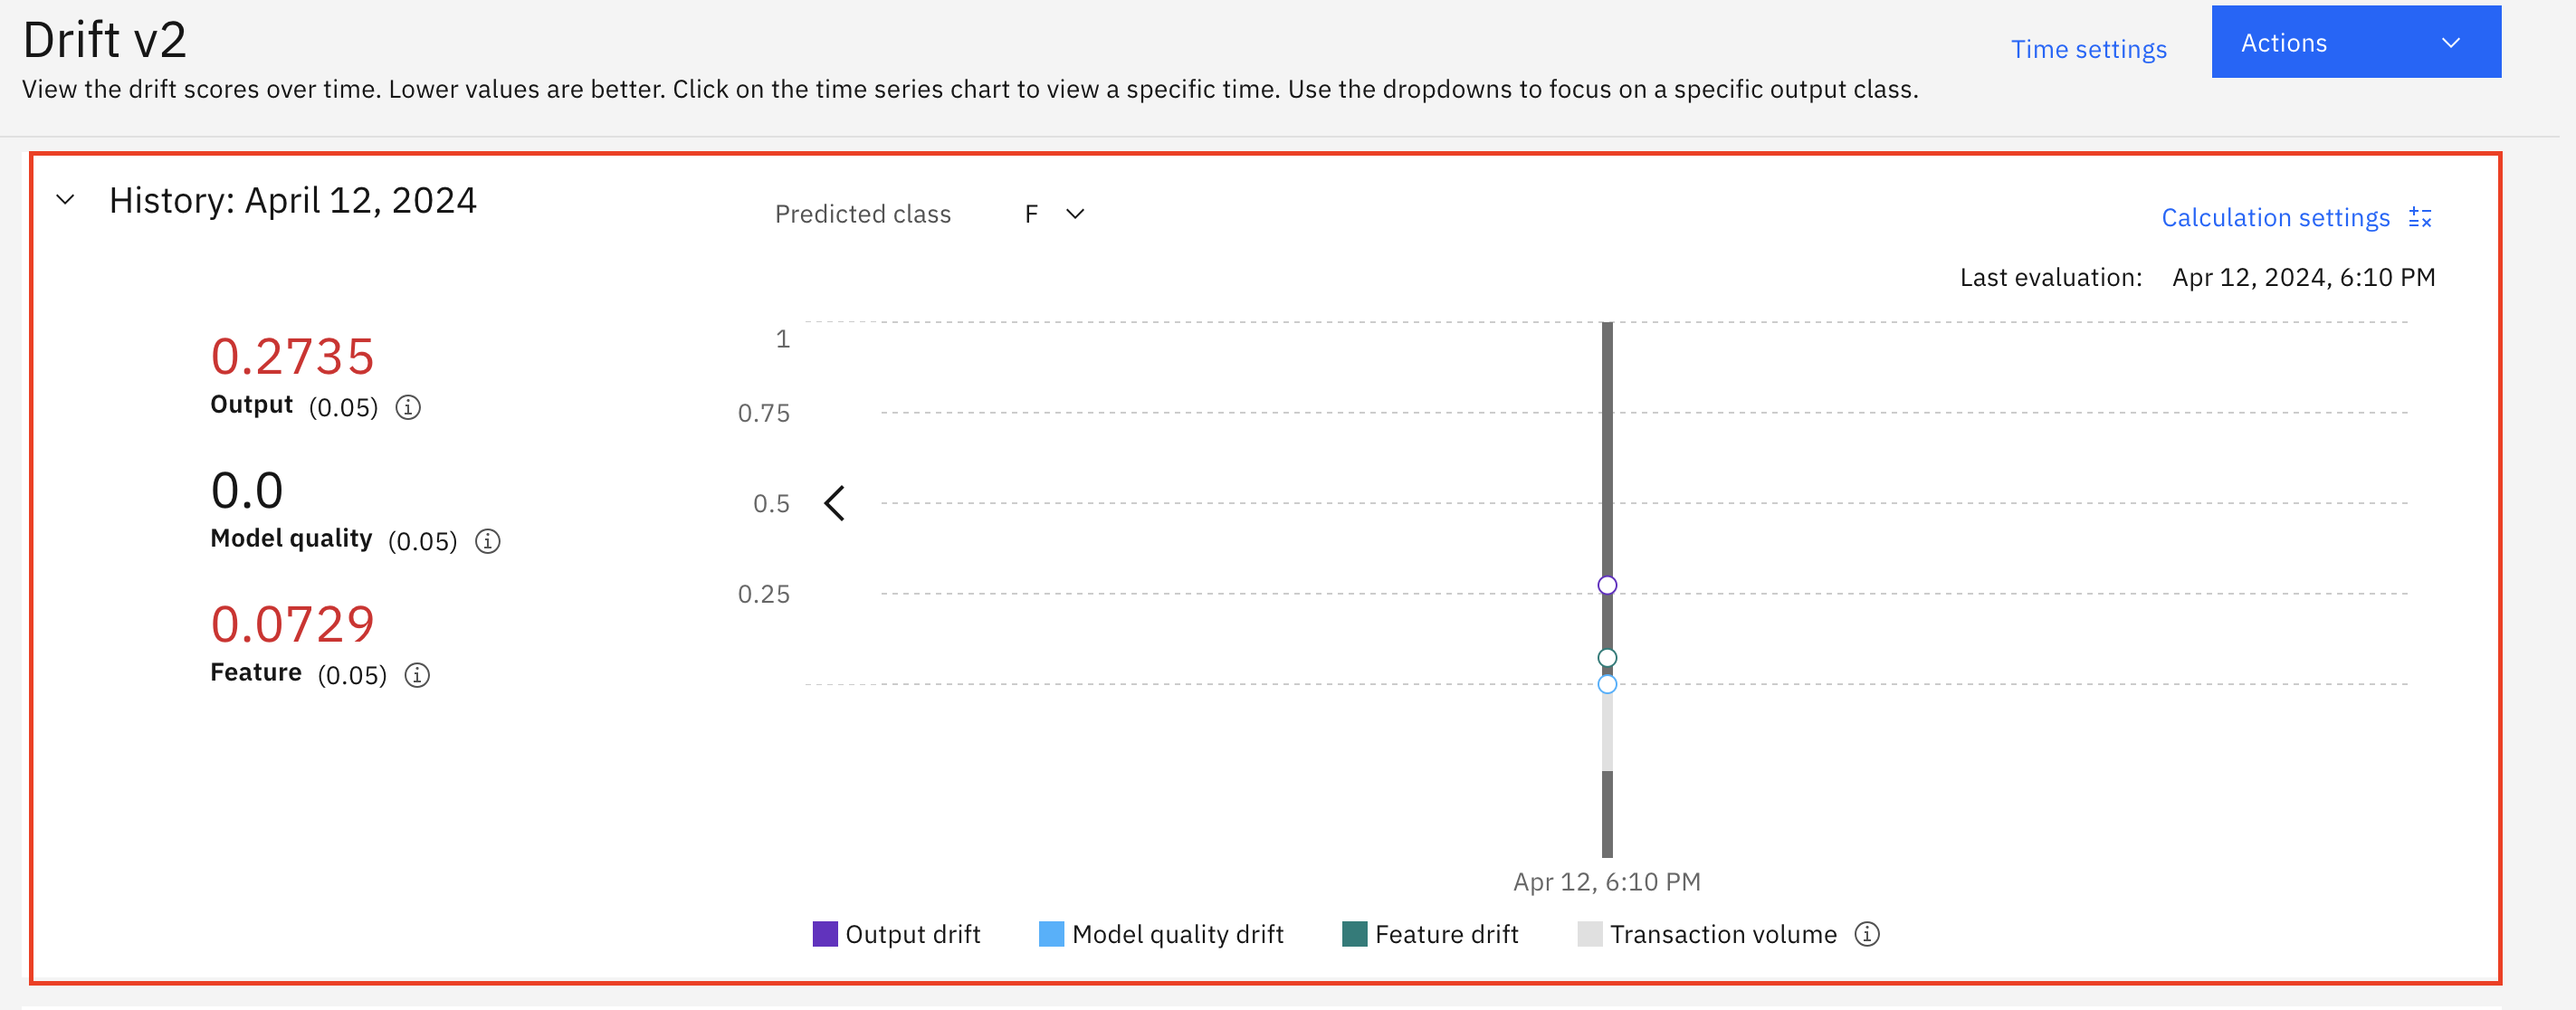 Drift v2
Time settings
Actions
View the drift scores over time. Lower values are better. Click on the time series chart to view a specific time. Use the dropdowns to focus on a specific output class.
History: April 12, 2024
Predicted class F
Calculation settings
Last evaluation: Apr 12, 2024, 6:10 PM
0.2735
Output (0.05)
0.0
Model quality (0.05)
0.0729
Feature (0.05)
1
0.75
0.5
0.25
Apr 12, 6:10 PM
Output drift Model quality drift Feature drift Transaction volume